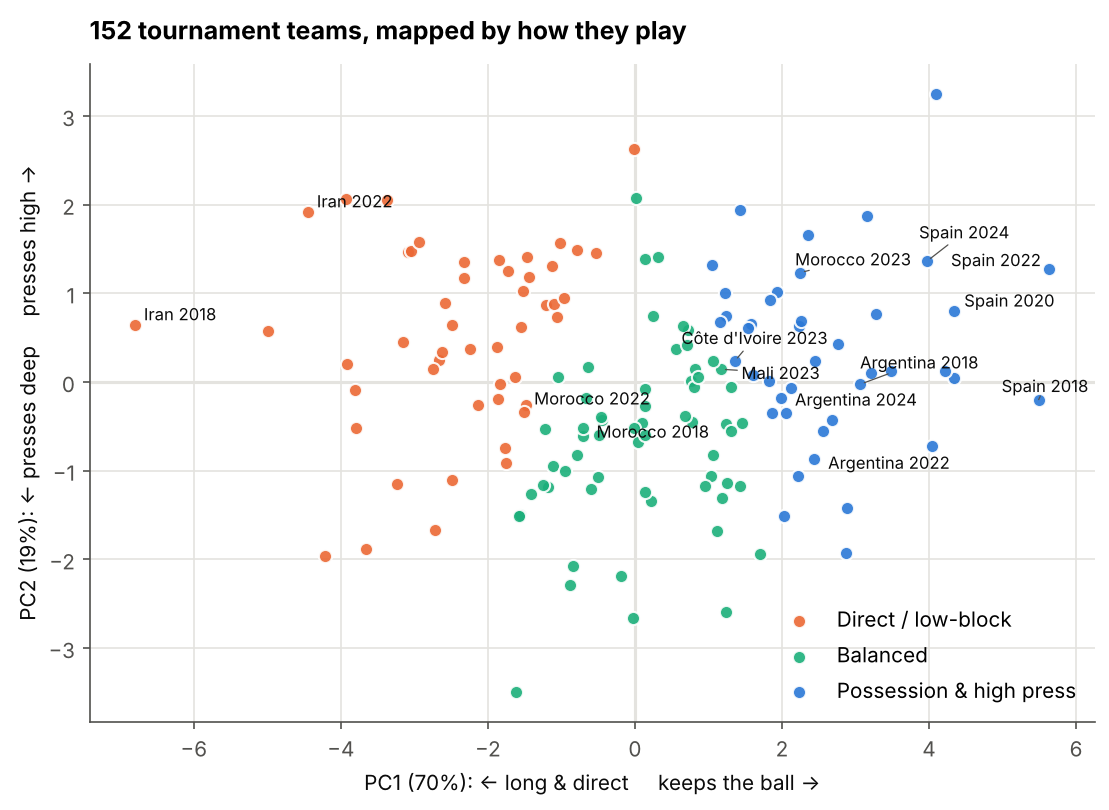 152 tournament teams, mapped by how they play
PC2 (19%): ← presses deep presses high →
3
2
1
0
−1
−2
−3
Iran 2022
Iran 2018
Spain 2024
Morocco 2023
Spain 2022
Spain 2020
Côte d'Ivoire 2023
Mali 2023
Argentina 2018
Spain 2018
Morocco 2022
Argentina 2024
Morocco 2018
Argentina 2022
Direct / low-block
Balanced
Possession & high press
−6 −4 −2 0 2 4 6
PC1 (70%): ← long & direct keeps the ball →